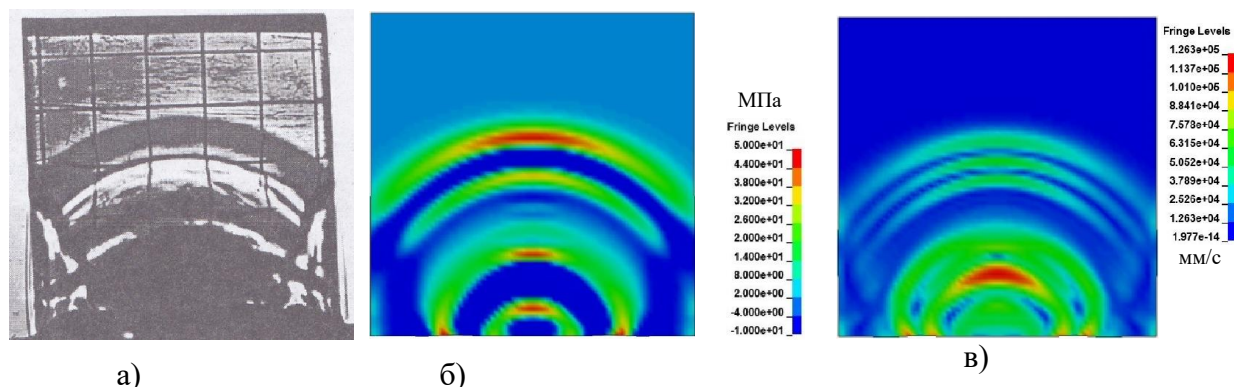 МПа
Fringe Levels
5.000e+01
4.400e+01
3.800e+01
3.200e+01
2.600e+01
2.000e+01
1.400e+01
8.000e+00
2.000e+00
-4.000e+00
-1.000e+01
Fringe Levels
1.263e+05
1.137e+05
1.010e+05
8.841e+04
7.578e+04
6.315e+04
5.052e+04
3.789e+04
2.526e+04
1.263e+04
1.977e-14
мм/с
а)
б)
в)